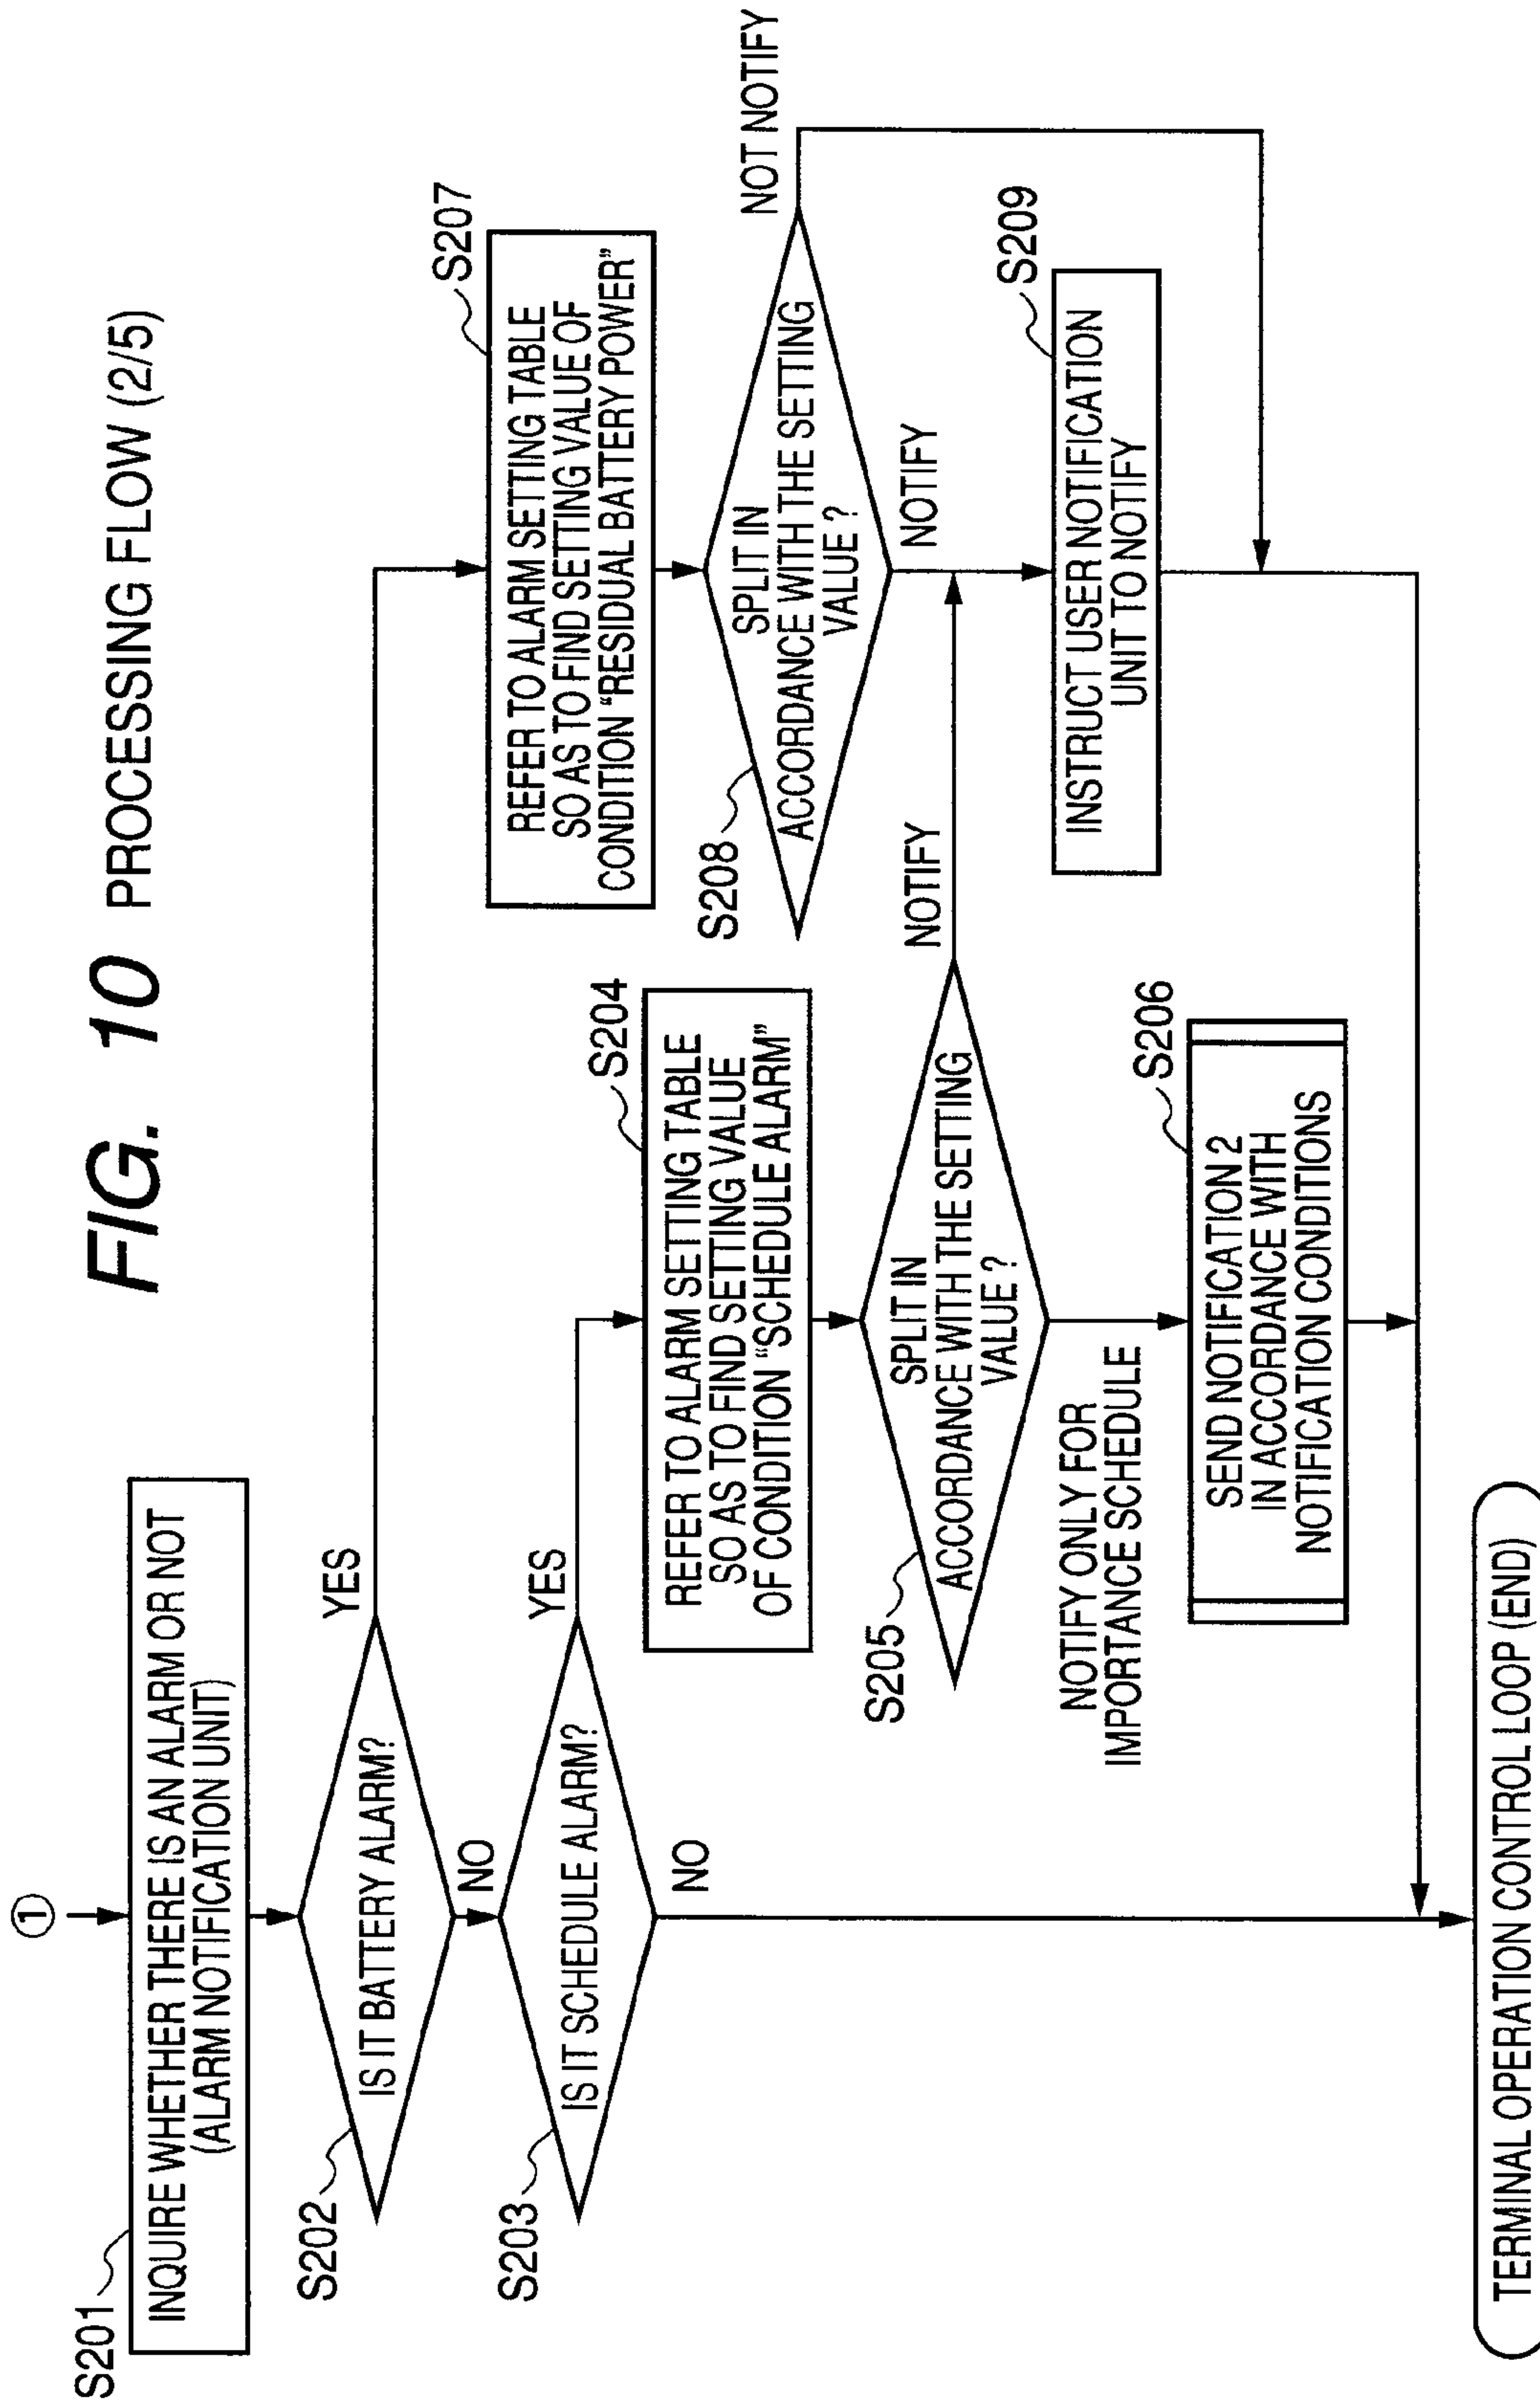 FIG. 10 PROCESSING FLOW (2/5)
①
S201
INQUIRE WHETHER THERE IS AN ALARM OR NOT
(ALARM NOTIFICATION UNIT)
S202
IS IT BATTERY ALARM?
YES
NO
S203
IS IT SCHEDULE ALARM?
YES
NO
S204
REFER TO ALARM SETTING TABLE
SO AS TO FIND SETTING VALUE
OF CONDITION "SCHEDULE ALARM"
S205
SPLIT IN
ACCORDANCE WITH THE SETTING
VALUE ?
NOTIFY
NOTIFY ONLY FOR
IMPORTANCE SCHEDULE
S206
SEND NOTIFICATION 2
IN ACCORDANCE WITH
NOTIFICATION CONDITIONS
S207
REFER TO ALARM SETTING TABLE
SO AS TO FIND SETTING VALUE OF
CONDITION "RESIDUAL BATTERY POWER"
S208
SPLIT IN
ACCORDANCE WITH THE SETTING
VALUE ?
NOT NOTIFY
NOTIFY
S209
INSTRUCT USER NOTIFICATION
UNIT TO NOTIFY
TERMINAL OPERATION CONTROL LOOP (END)